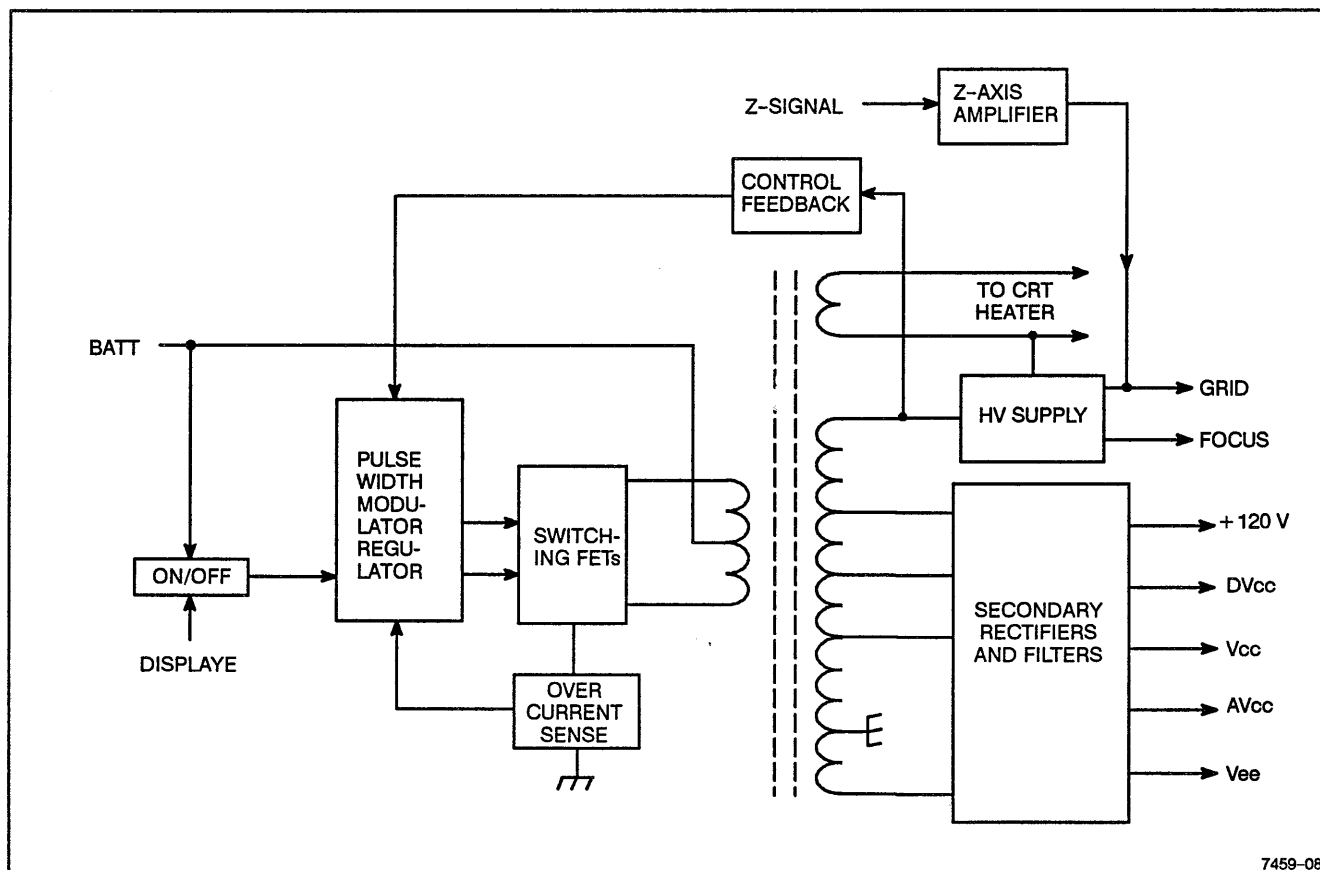 Z-SIGNAL
Z-AXIS
AMPLIFIER
CONTROL
FEEDBACK
TO CRT
HEATER
BATT
GRID
HV SUPPLY
FOCUS
PULSE
WIDTH
MODU-
LATOR
REGU-
LATOR
SWITCH-
ING FETs
+120 V
ON/OFF
DVcc
SECONDARY
RECTIFIERS
AND FILTERS
Vcc
DISPLAYE
OVER
CURRENT
SENSE
AVcc
Vee
7459-08